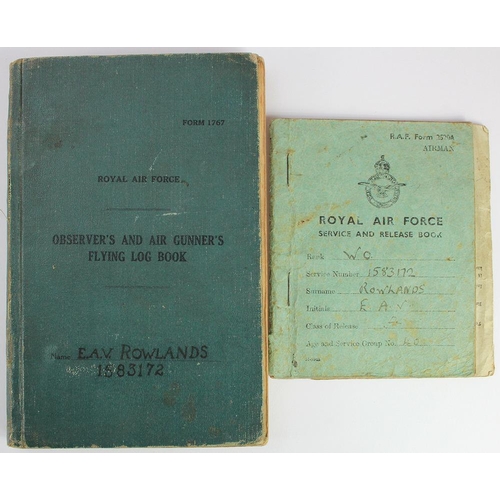 FORM 1767
ROYAL AIR FORCE.
OBSERVER'S AND AIR GUNNER'S
FLYING LOG BOOK
Name E.A.V. ROWLANDS
1583172
R.A.F. Form
AIRMAN
ROYAL AIR FORCE
SERVICE AND RELEASE BOOK
Rank W.O.
Service Number 1583172
Surname ROWLANDS
Initials E A V
Class of Release
Age and Service Group No.